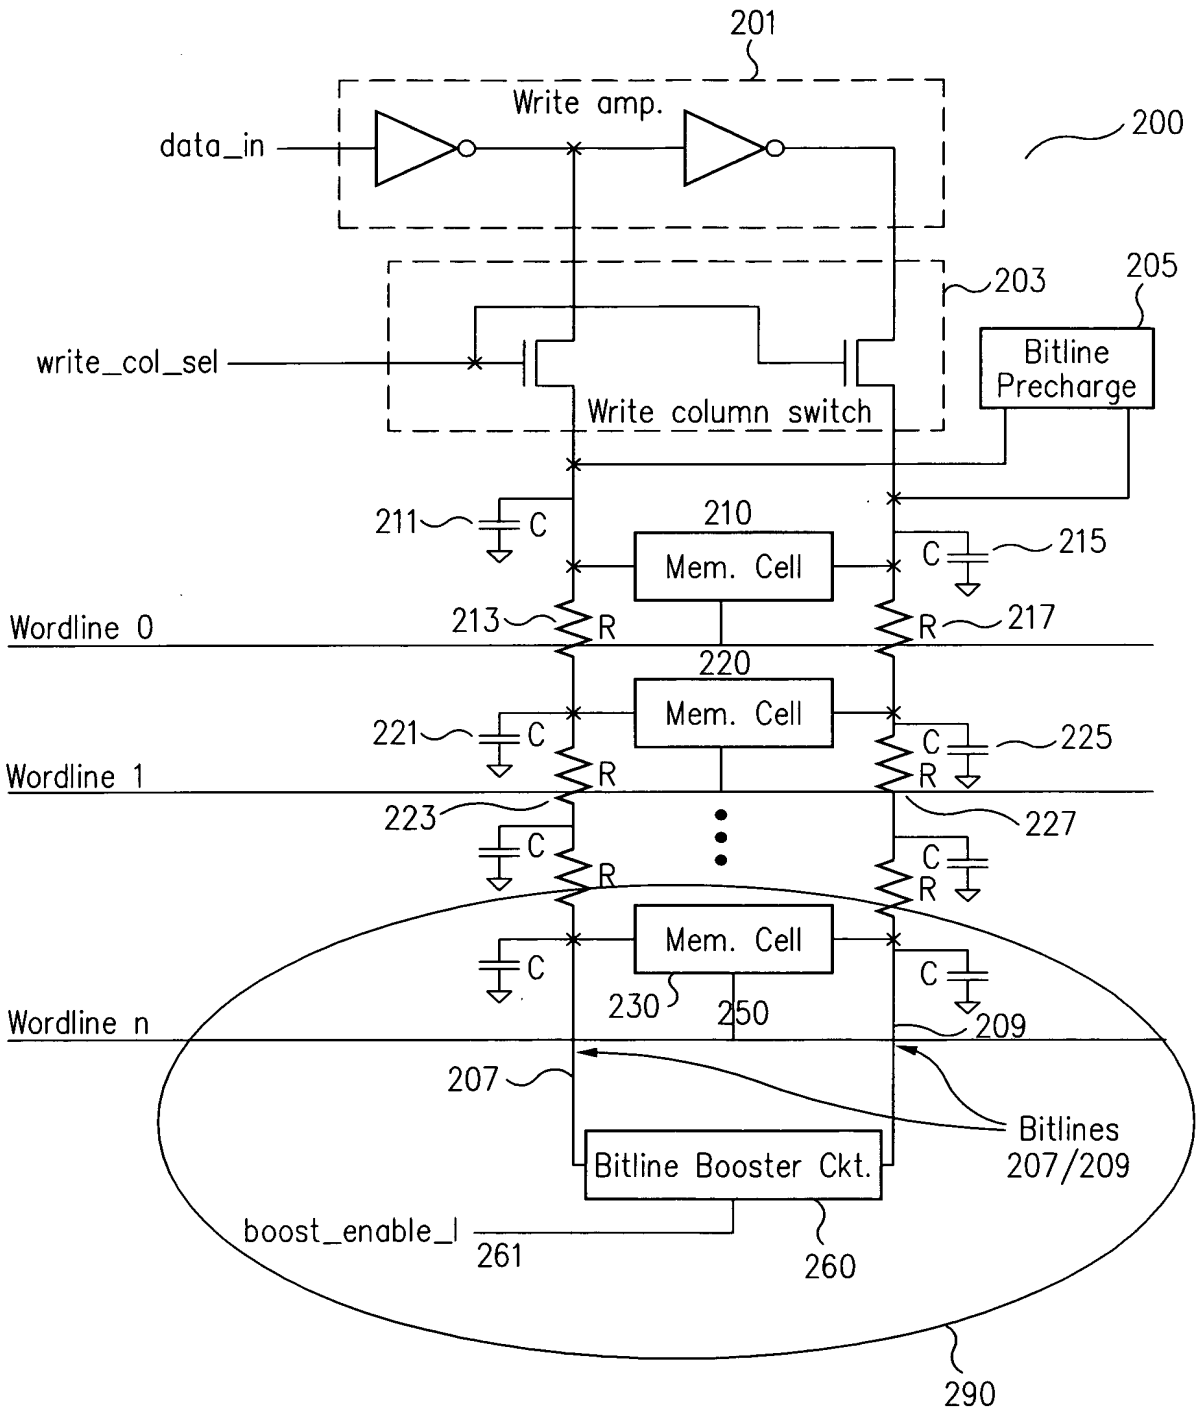 201
Write amp.
data_in
200
205
203
write_col_sel
Bitline
Precharge
Write column switch
211
C
210
Mem. Cell
C
215
213
R
R
217
Wordline 0
220
221
C
Mem. Cell
C
225
Wordline 1
R
R
223
227
C
C
R
R
Mem. Cell
C
C
230
250
209
Wordline n
207
Bitlines
207/209
Bitline Booster Ckt.
boost_enable_l
261
260
290